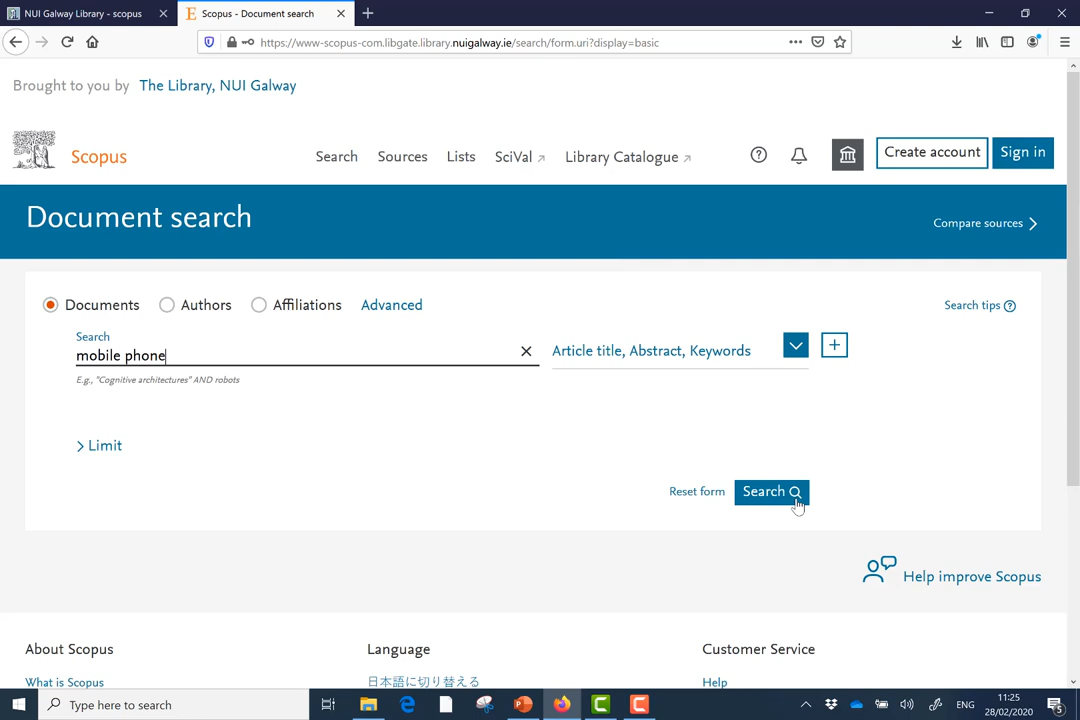 NUI Galway Library - scopus
Scopus - Document search
https://www-scopus-com.libgate.library.nuigalway.ie/search/form.uri?display=basic
Brought to you by The Library, NUI Galway
Scopus
Search Sources Lists SciVal Library Catalogue
Create account Sign in
Document search
Compare sources
Documents Authors Affiliations Advanced
Search tips
Search
mobile phone
Article title, Abstract, Keywords
E.g., "Cognitive architectures" AND robots
Limit
Reset form Search
Help improve Scopus
About Scopus Language Customer Service
What is Scopus 日本語に切り替える Help
Type here to search
ENG
11:25
28/02/2020
5